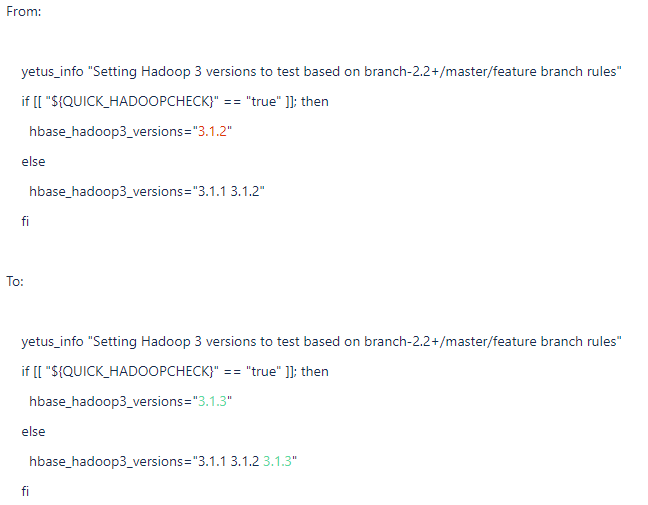 From:
yetus_info "Setting Hadoop 3 versions to test based on branch-2.2+/master/feature branch rules"
if [[ "${QUICK_HADOOPCHECK}" == "true" ]]; then
hbase_hadoop3_versions="3.1.2"
else
hbase_hadoop3_versions="3.1.1 3.1.2"
fi
To:
yetus_info "Setting Hadoop 3 versions to test based on branch-2.2+/master/feature branch rules"
if [[ "${QUICK_HADOOPCHECK}" == "true" ]]; then
hbase_hadoop3_versions="3.1.3"
else
hbase_hadoop3_versions="3.1.1 3.1.2 3.1.3"
fi